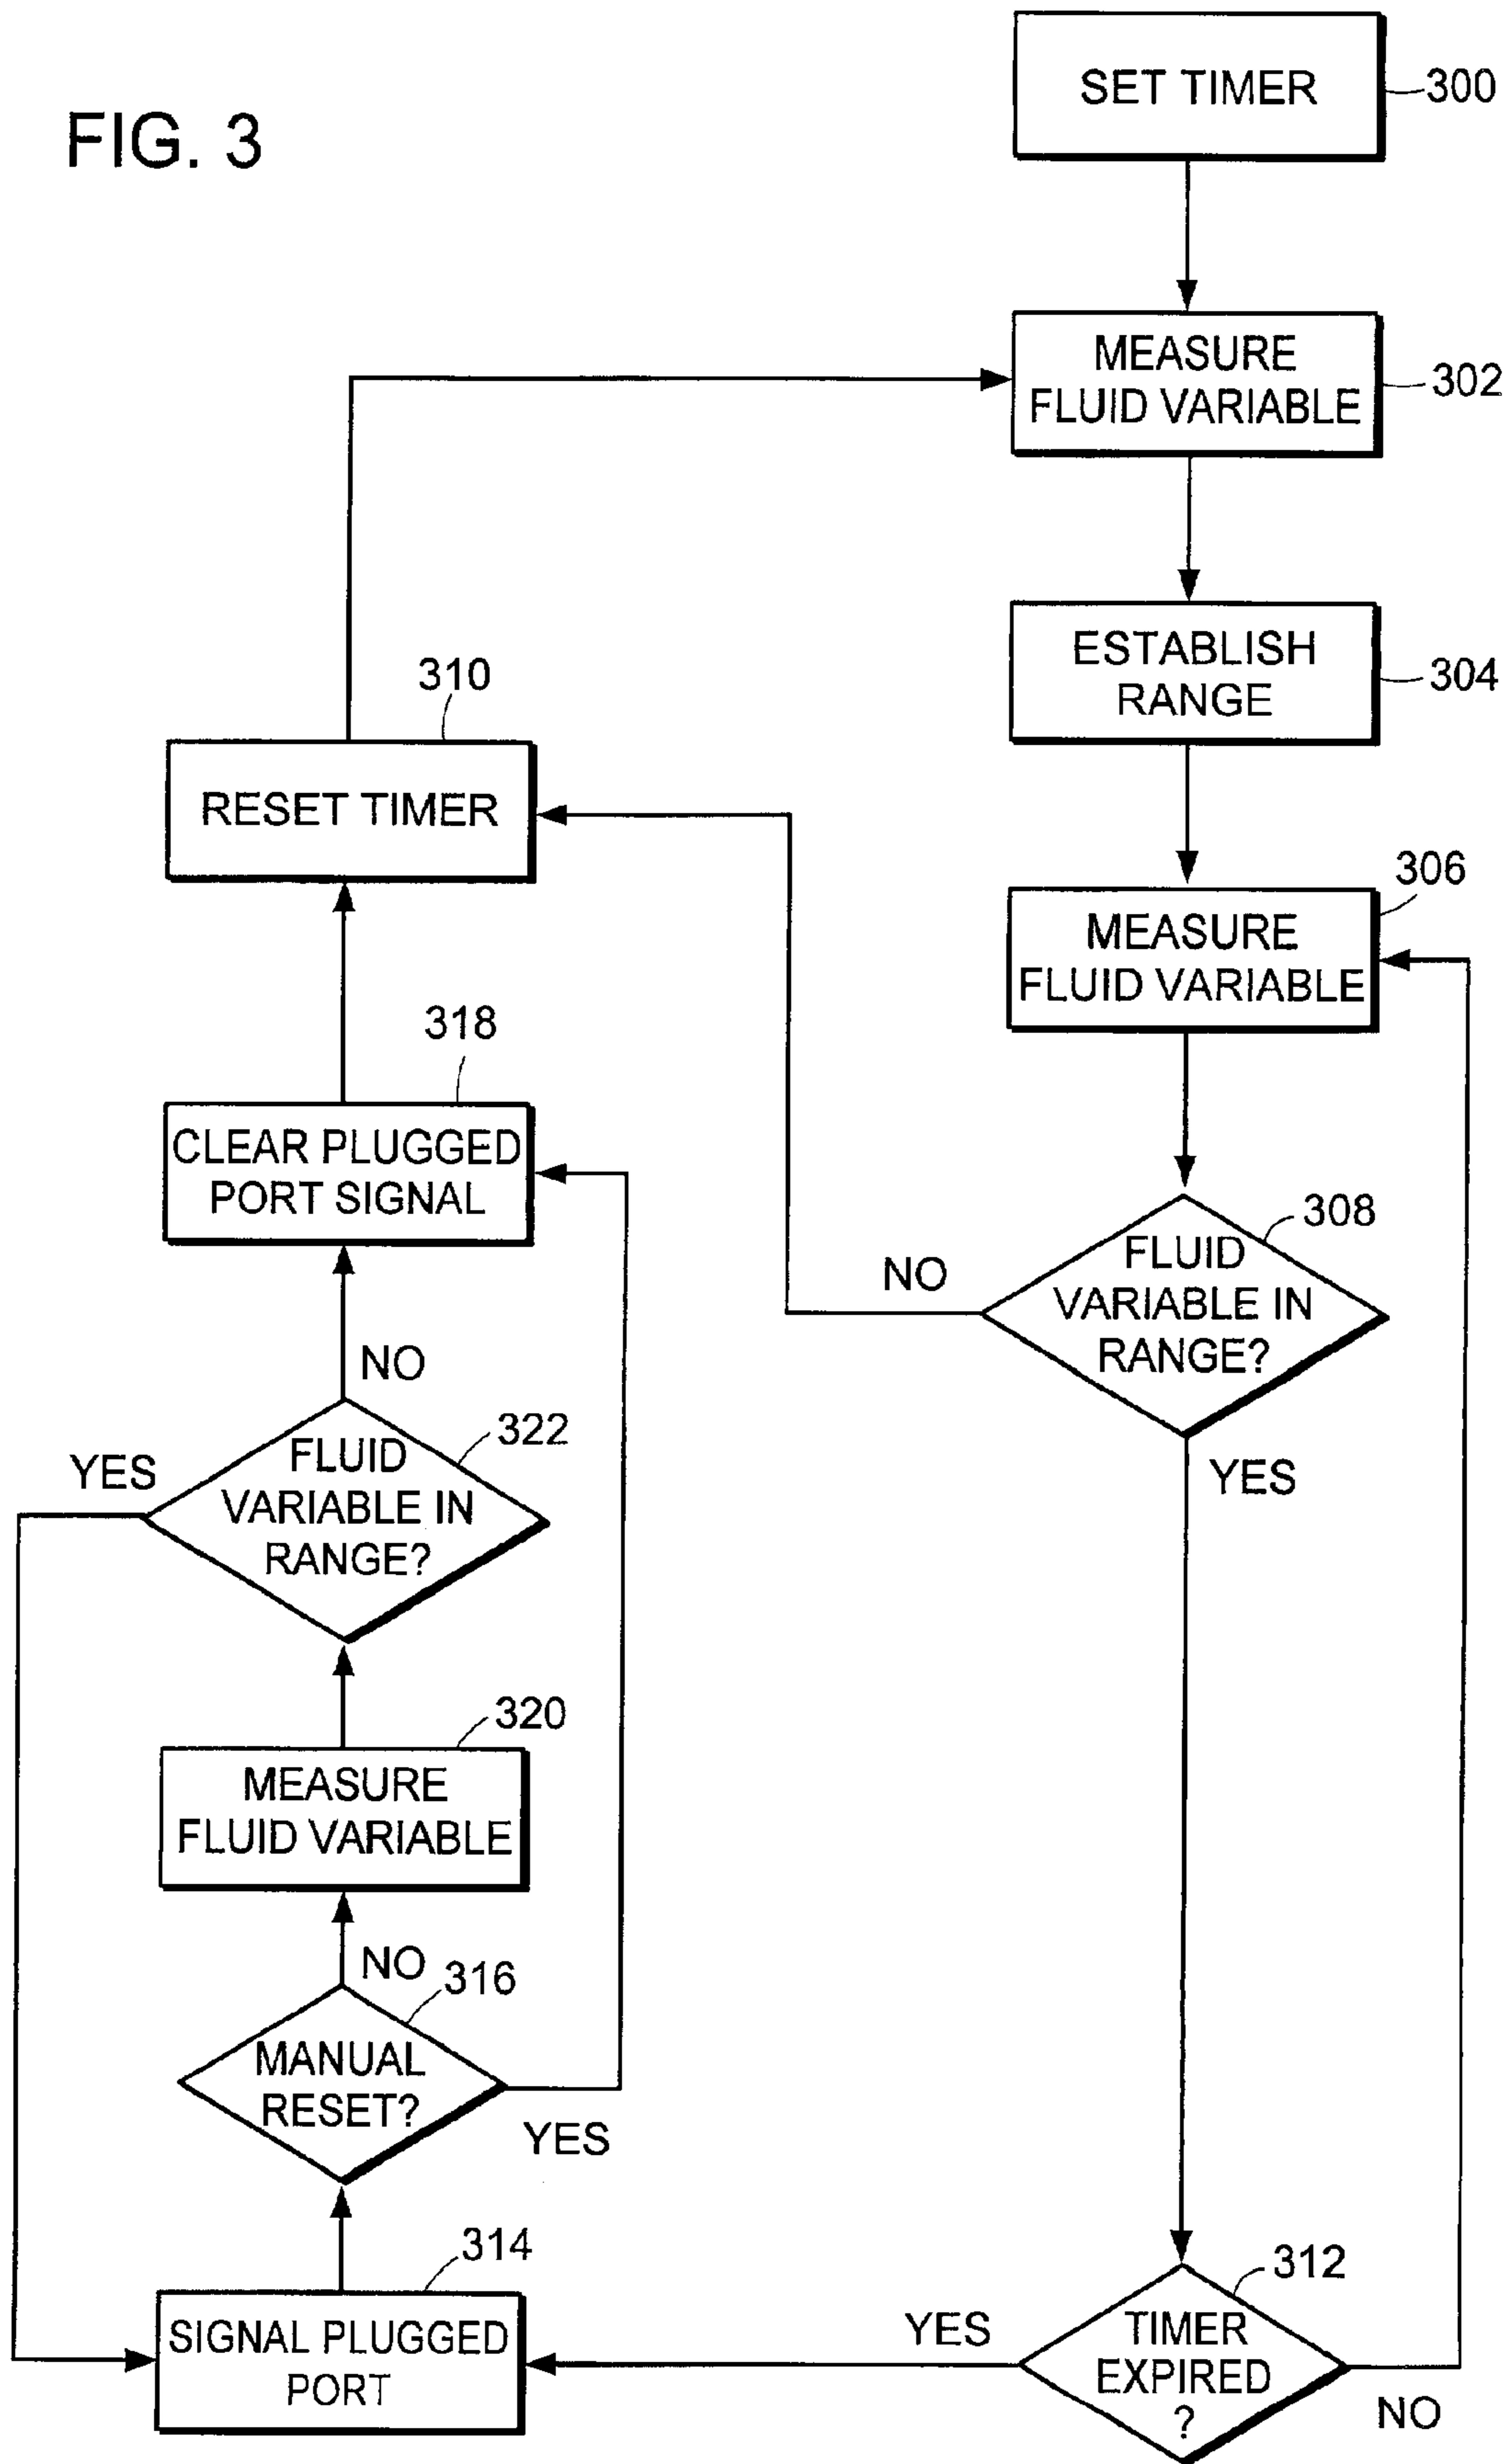 FIG. 3
SET TIMER
300
MEASURE
FLUID VARIABLE
302
ESTABLISH
RANGE
304
310
RESET TIMER
306
MEASURE
FLUID VARIABLE
318
CLEAR PLUGGED
PORT SIGNAL
308
FLUID
VARIABLE IN
RANGE?
NO
YES
NO
322
FLUID
VARIABLE IN
RANGE?
YES
320
MEASURE
FLUID VARIABLE
NO
316
MANUAL
RESET?
YES
314
SIGNAL PLUGGED
PORT
312
TIMER
EXPIRED
?
YES
NO